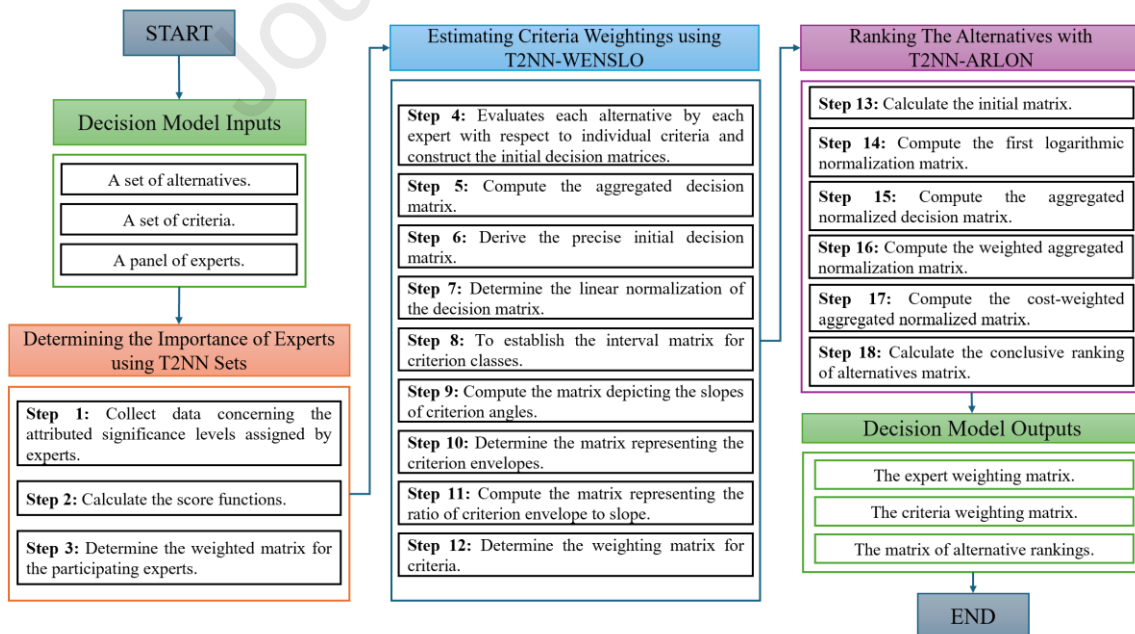 Jou
START
Decision Model Inputs
A set of alternatives.
A set of criteria.
A panel of experts.
Determining the Importance of Experts
using T2NN Sets
Step 1: Collect data concerning the
attributed significance levels assigned by
experts.
Step 2: Calculate the score functions.
Step 3: Determine the weighted matrix for
the participating experts.
Estimating Criteria Weightings using
T2NN-WENSLO
Step 4: Evaluates each alternative by each
expert with respect to individual criteria and
construct the initial decision matrices.
Step 5: Compute the aggregated decision
matrix.
Step 6: Derive the precise initial decision
matrix.
Step 7: Determine the linear normalization of
the decision matrix.
Step 8: To establish the interval matrix for
criterion classes.
Step 9: Compute the matrix depicting the slopes
of criterion angles.
Step 10: Determine the matrix representing the
criterion envelopes.
Step 11: Compute the matrix representing the
ratio of criterion envelope to slope.
Step 12: Determine the weighting matrix for
criteria.
Ranking The Alternatives with
T2NN-ARLON
Step 13: Calculate the initial matrix.
Step 14: Compute the first logarithmic
normalization matrix.
Step 15: Compute the aggregated
normalized decision matrix.
Step 16: Compute the weighted aggregated
normalization matrix.
Step 17: Compute the cost-weighted
aggregated normalized matrix.
Step 18: Calculate the conclusive ranking
of alternatives matrix.
Decision Model Outputs
The expert weighting matrix.
The criteria weighting matrix.
The matrix of alternative rankings.
END